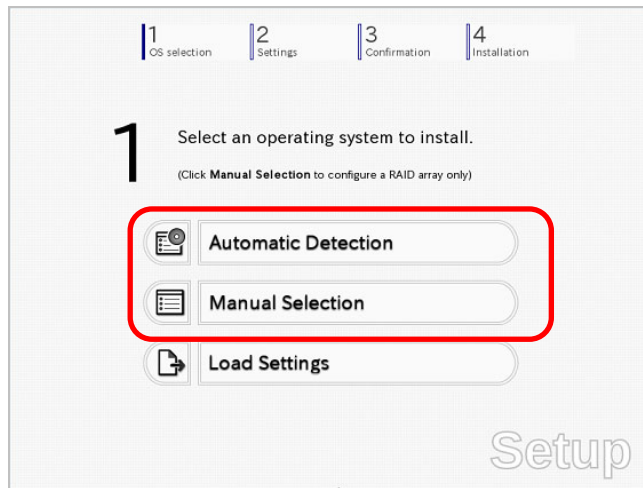 1 2 3 4
OS selection Settings Confirmation Installation
1 Select an operating system to install.
(Click Manual Selection to configure a RAID array only)
Automatic Detection
Manual Selection
Load Settings
Setup